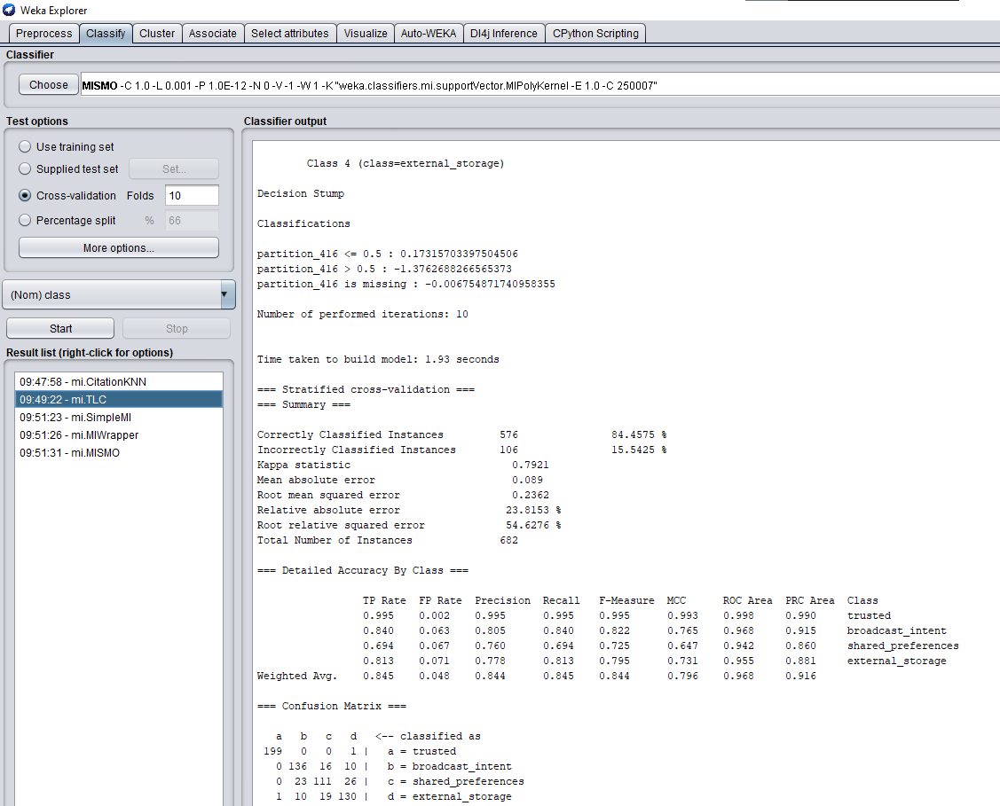 Weka Explorer
Preprocess Classify Cluster Associate Select attributes Visualize Auto-WEKA Dl4j Inference CPython Scripting
Classifier
Choose MISMO -C 1.0 -L 0.001 -P 1.0E-12 -N 0 -V -1 -W 1 -K "weka.classifiers.mi.supportVector.MIPolyKernel -E 1.0 -C 250007"
Test options
Use training set
Supplied test set Set...
Cross-validation Folds 10
Percentage split % 66
More options...
(Nom) class
Start Stop
Result list (right-click for options)
09:47:58 - mi.CitationKNN
09:49:22 - mi.TLC
09:51:23 - mi.SimpleMI
09:51:26 - mi.MIWrapper
09:51:31 - mi.MISMO
Classifier output
Class 4 (class=external_storage)
Decision Stump
Classifications
partition_416 <= 0.5 : 0.17315703397504506
partition_416 > 0.5 : -1.3762688266565373
partition_416 is missing : -0.006754871740958355
Number of performed iterations: 10
Time taken to build model: 1.93 seconds
=== Stratified cross-validation ===
=== Summary ===
Correctly Classified Instances 576 84.4575 %
Incorrectly Classified Instances 106 15.5425 %
Kappa statistic 0.7921
Mean absolute error 0.089
Root mean squared error 0.2362
Relative absolute error 23.8153 %
Root relative squared error 54.6276 %
Total Number of Instances 682
=== Detailed Accuracy By Class ===
TP Rate FP Rate Precision Recall F-Measure MCC ROC Area PRC Area Class
0.995 0.002 0.995 0.995 0.995 0.993 0.998 0.990 trusted
0.840 0.063 0.805 0.840 0.822 0.765 0.968 0.915 broadcast_intent
0.694 0.067 0.760 0.694 0.725 0.647 0.942 0.860 shared_preferences
0.813 0.071 0.778 0.813 0.795 0.731 0.955 0.881 external_storage
Weighted Avg. 0.845 0.048 0.844 0.845 0.844 0.796 0.968 0.916
=== Confusion Matrix ===
a b c d <-- classified as
199 0 0 1 | a = trusted
0 136 16 10 | b = broadcast_intent
0 23 111 26 | c = shared_preferences
1 10 19 130 | d = external_storage